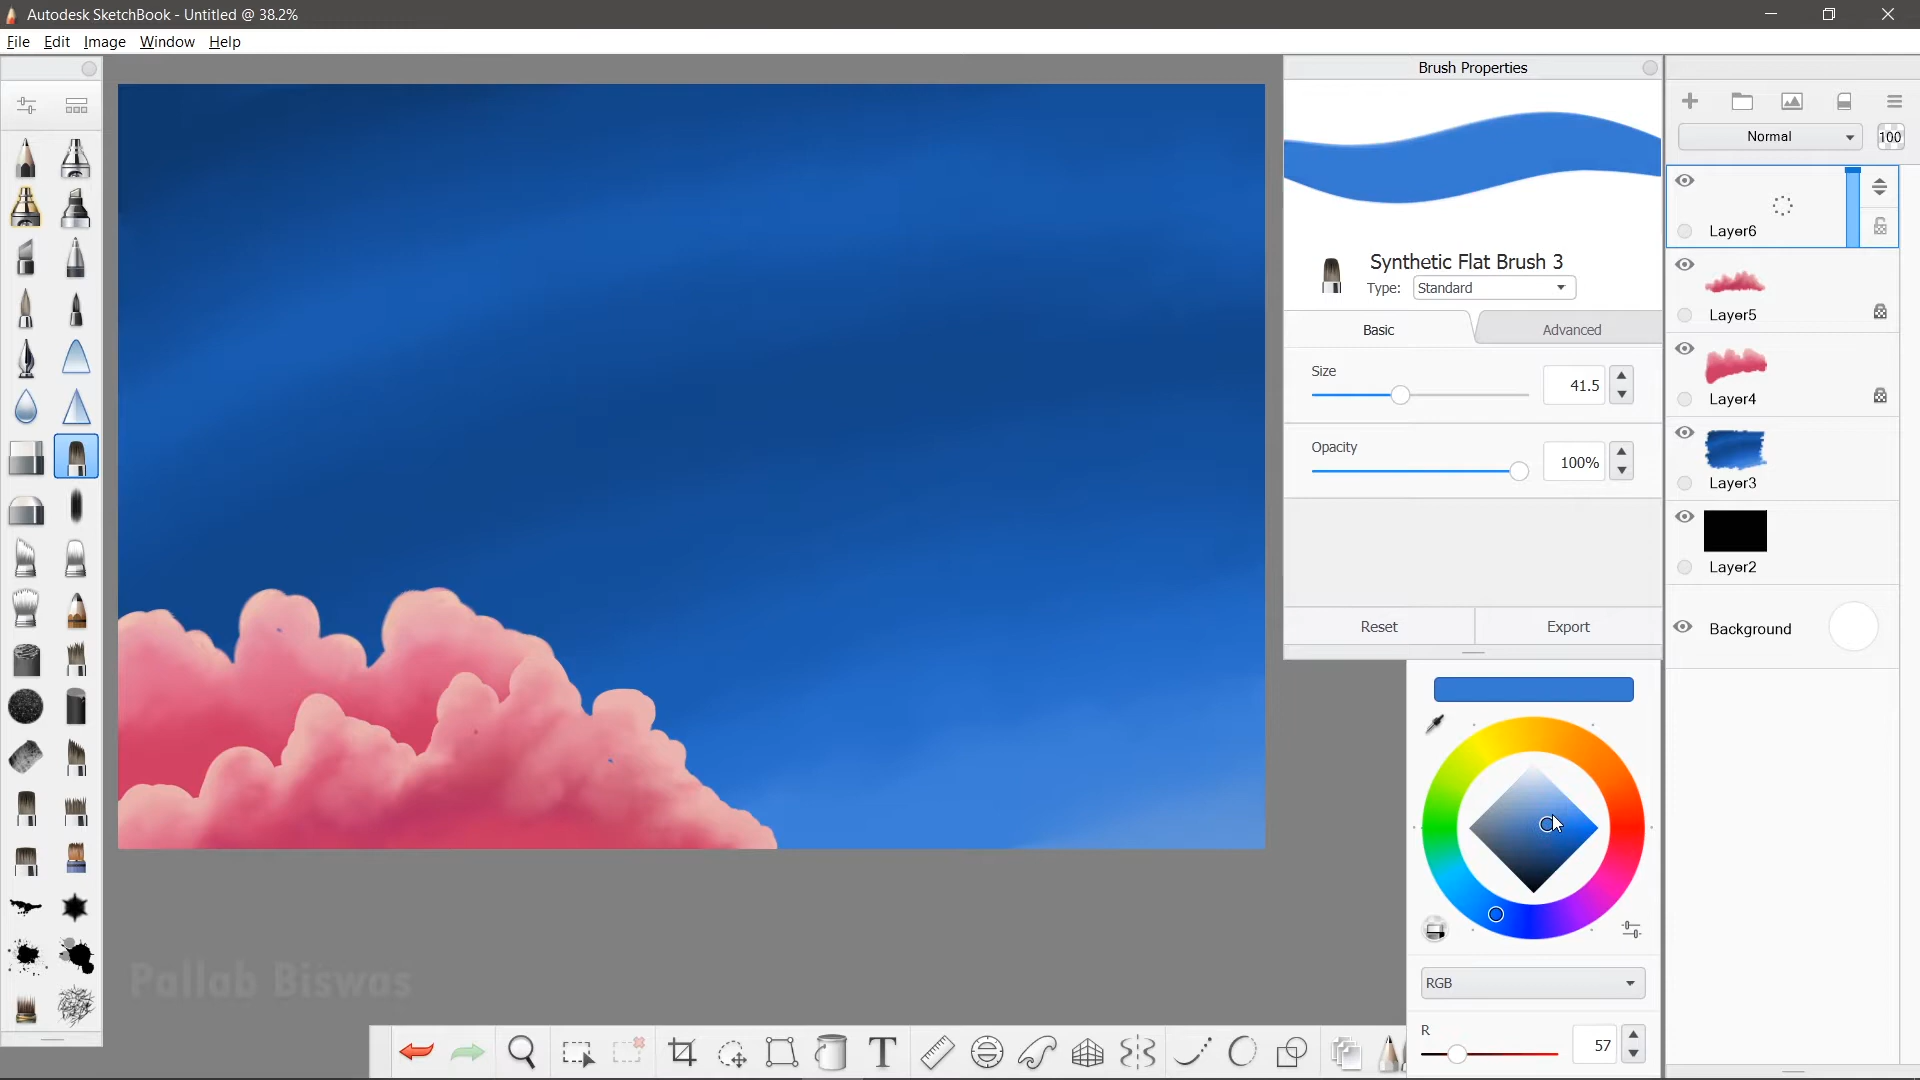 Autodesk SketchBook - Untitled @ 38.2%
File Edit Image Window Help
Brush Properties
Synthetic Flat Brush 3
Type: Standard
Basic Advanced
Size
41.5
Opacity
100%
Reset Export
RGB
R
57
Normal 100
Layer6
Layer5
Layer4
Layer3
Layer2
Background
Pallab Biswas
T